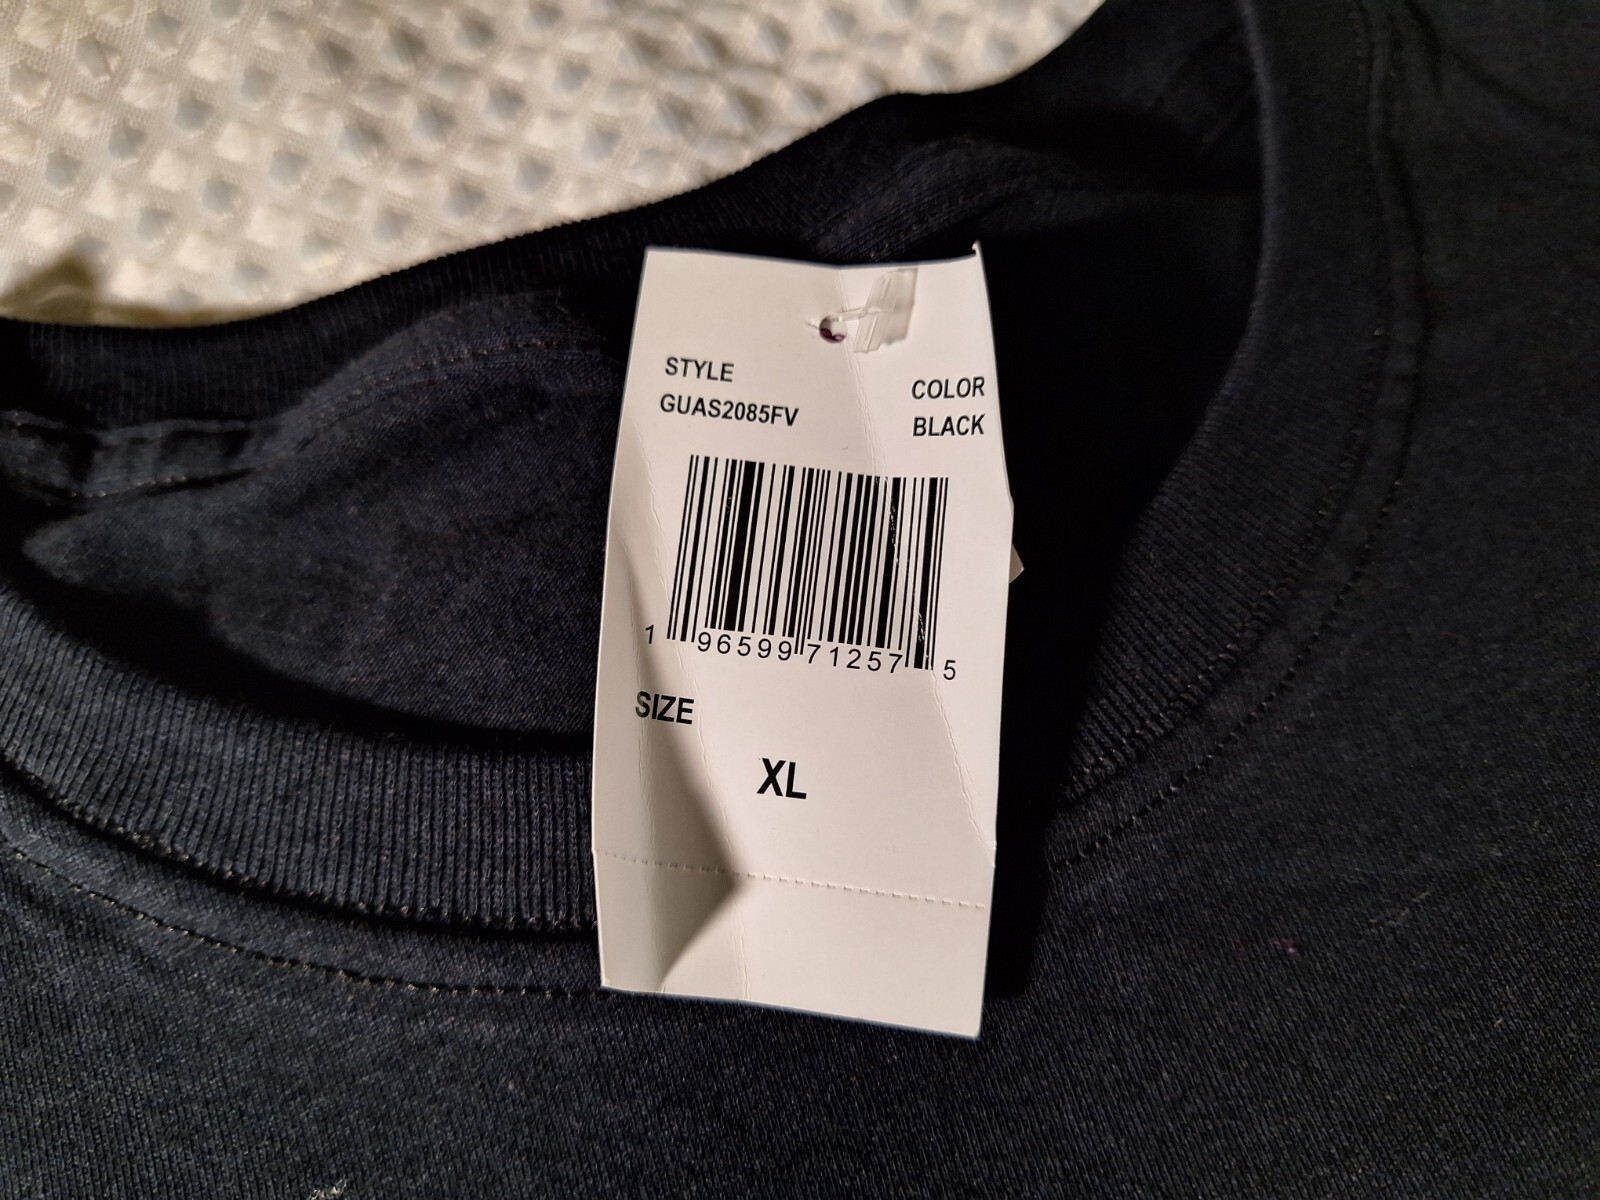 STYLE
GUAS2085FV
COLOR
BLACK
1 96599 71257 5
SIZE
XL